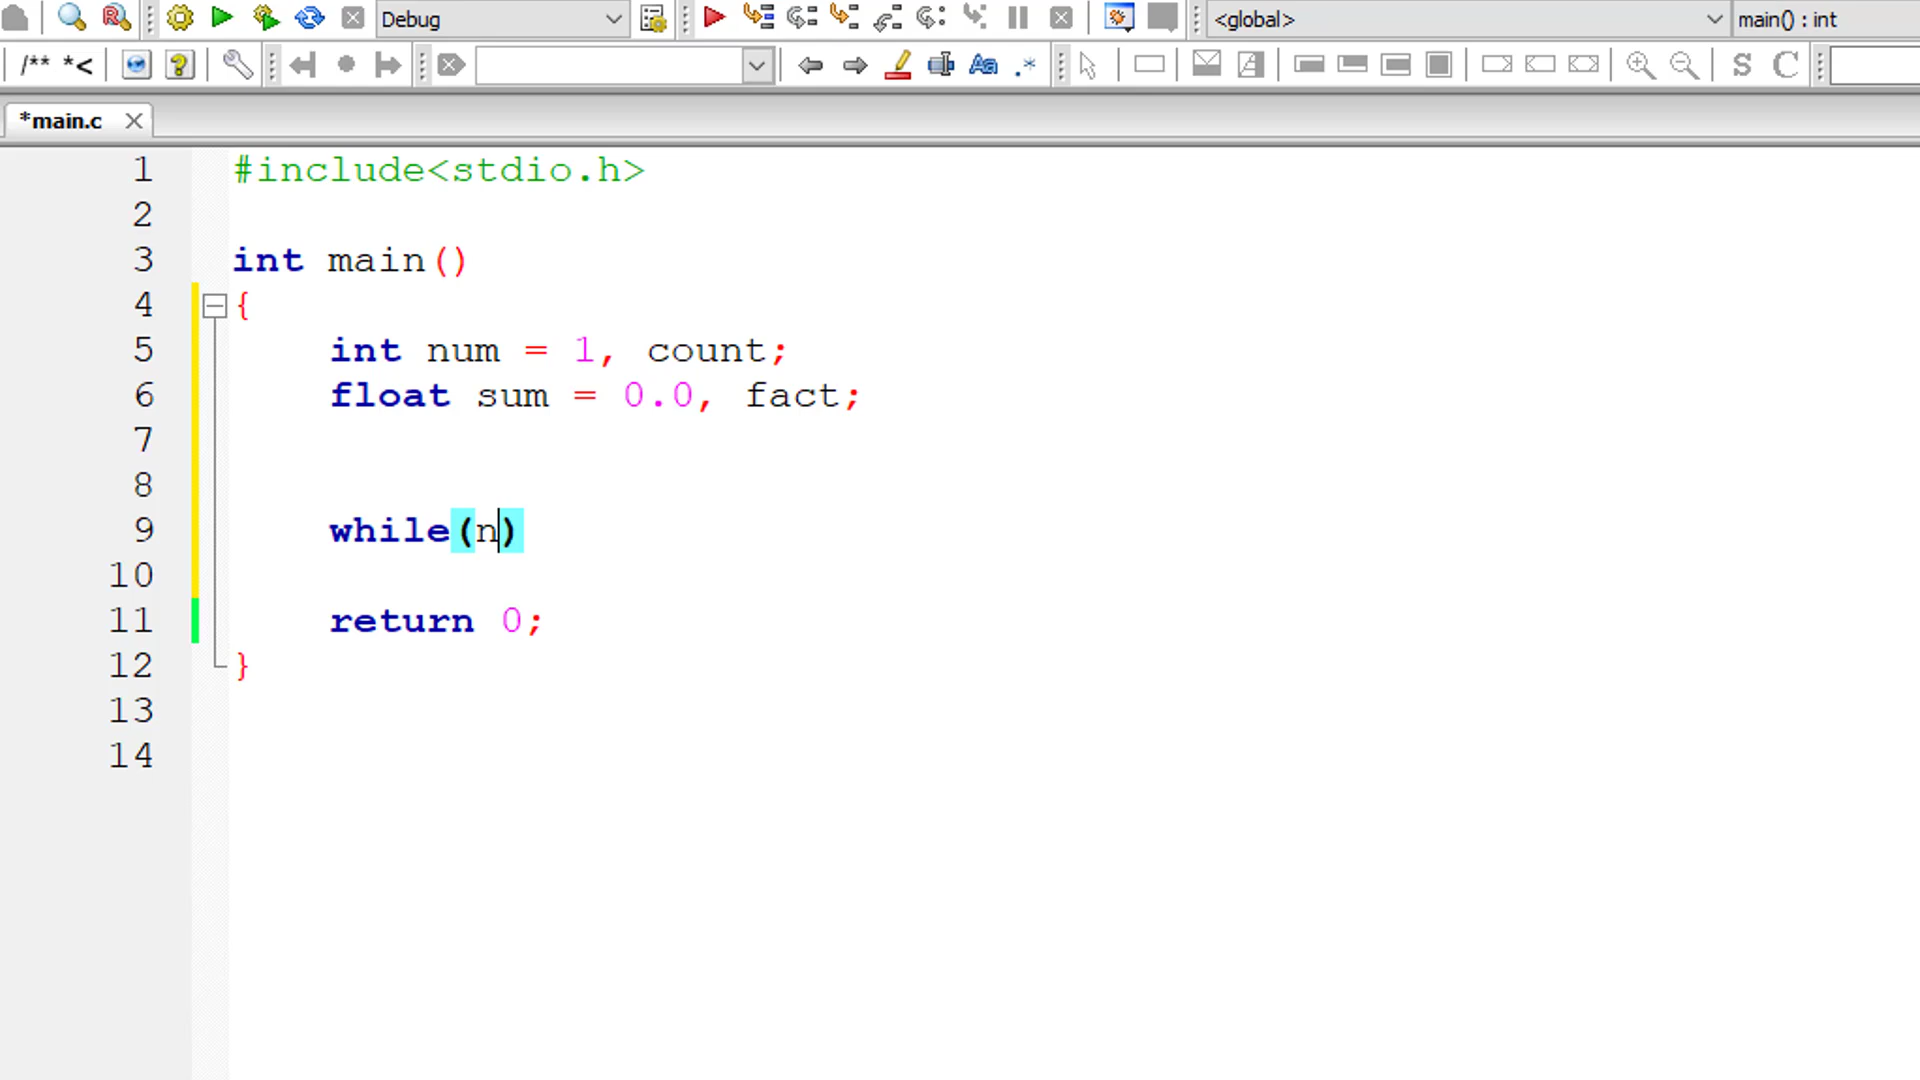 Debug
<global>
main() : int
/** *<
Aa
.*
S
C
*main.c
1 #include<stdio.h>
2
3 int main()
4 {
5 int num = 1, count;
6 float sum = 0.0, fact;
7
8
9 while(n)
10
11 return 0;
12 }
13
14